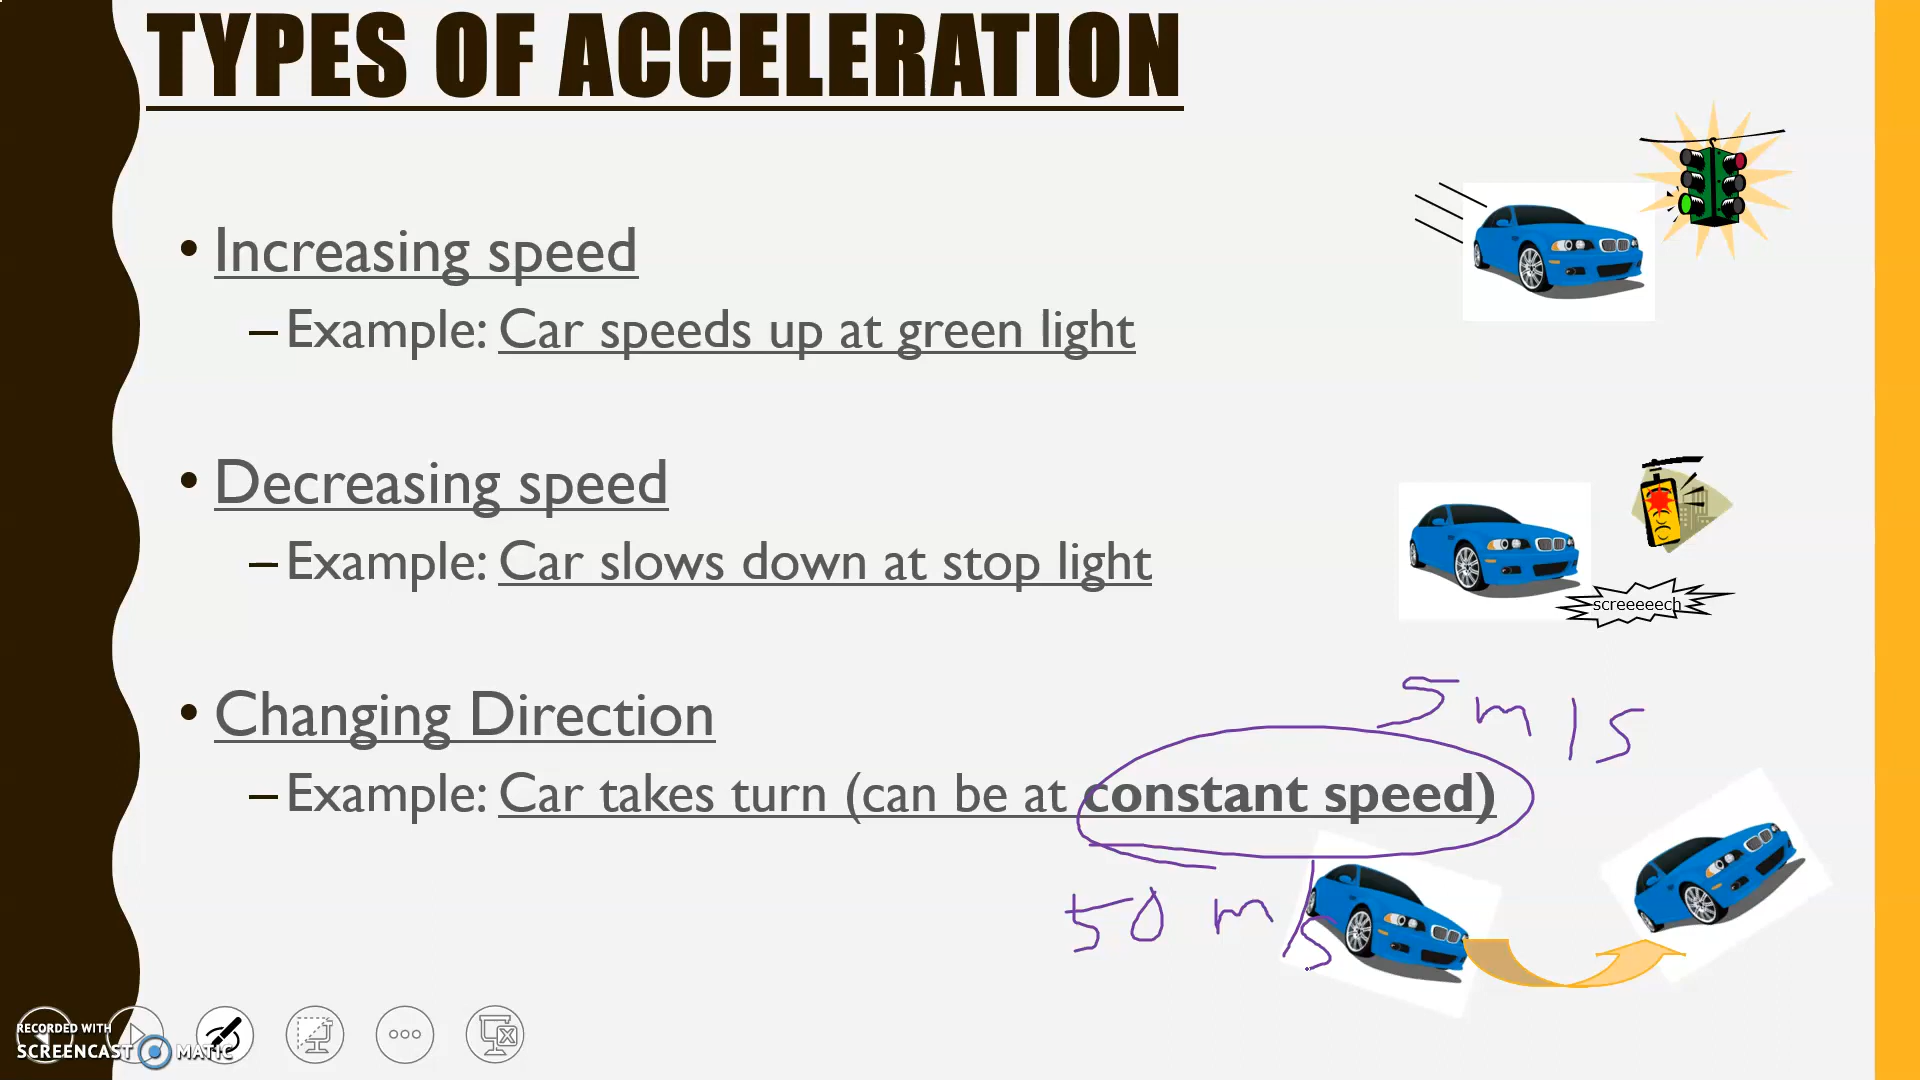 TYPES OF ACCELERATION
• Increasing speed
– Example: Car speeds up at green light
• Decreasing speed
– Example: Car slows down at stop light
screeeeech
• Changing Direction
5 m/s
– Example: Car takes turn (can be at constant speed)
50 m/s
RECORDED WITH
SCREENCAST MATIC